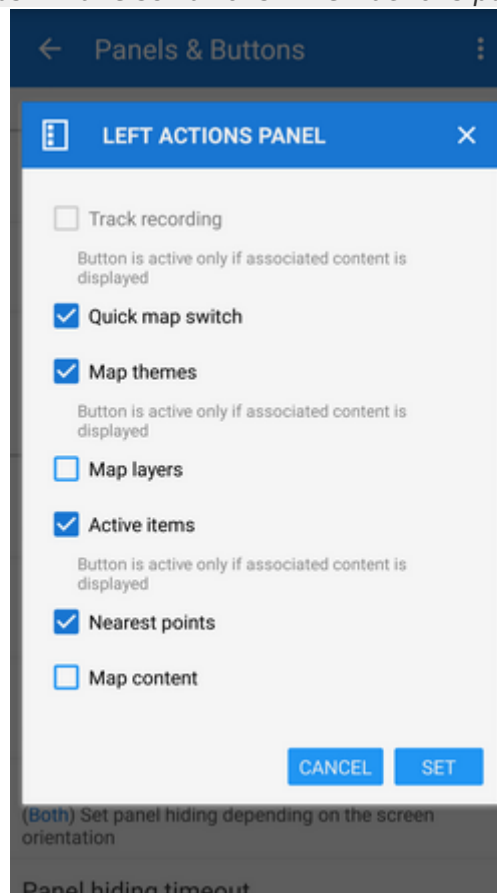 Panels & Buttons
LEFT ACTIONS PANEL
Track recording
Button is active only if associated content is
displayed
Quick map switch
Map themes
Button is active only if associated content is
displayed
Map layers
Active items
Button is active only if associated content is
displayed
Nearest points
Map content
CANCEL SET
(Both) Set panel hiding depending on the screen
orientation
Panel hiding timeout